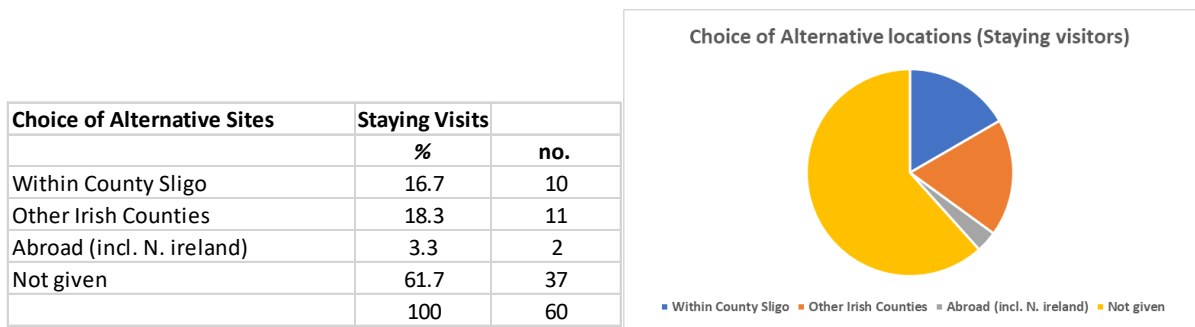 Choice of Alternative locations (Staying visitors)
Choice of Alternative Sites Staying Visits
% no.
Within County Sligo 16.7 10
Other Irish Counties 18.3 11
Abroad (incl. N. ireland) 3.3 2
Not given 61.7 37
100 60
Within County Sligo Other Irish Counties Abroad (incl. N. ireland) Not given